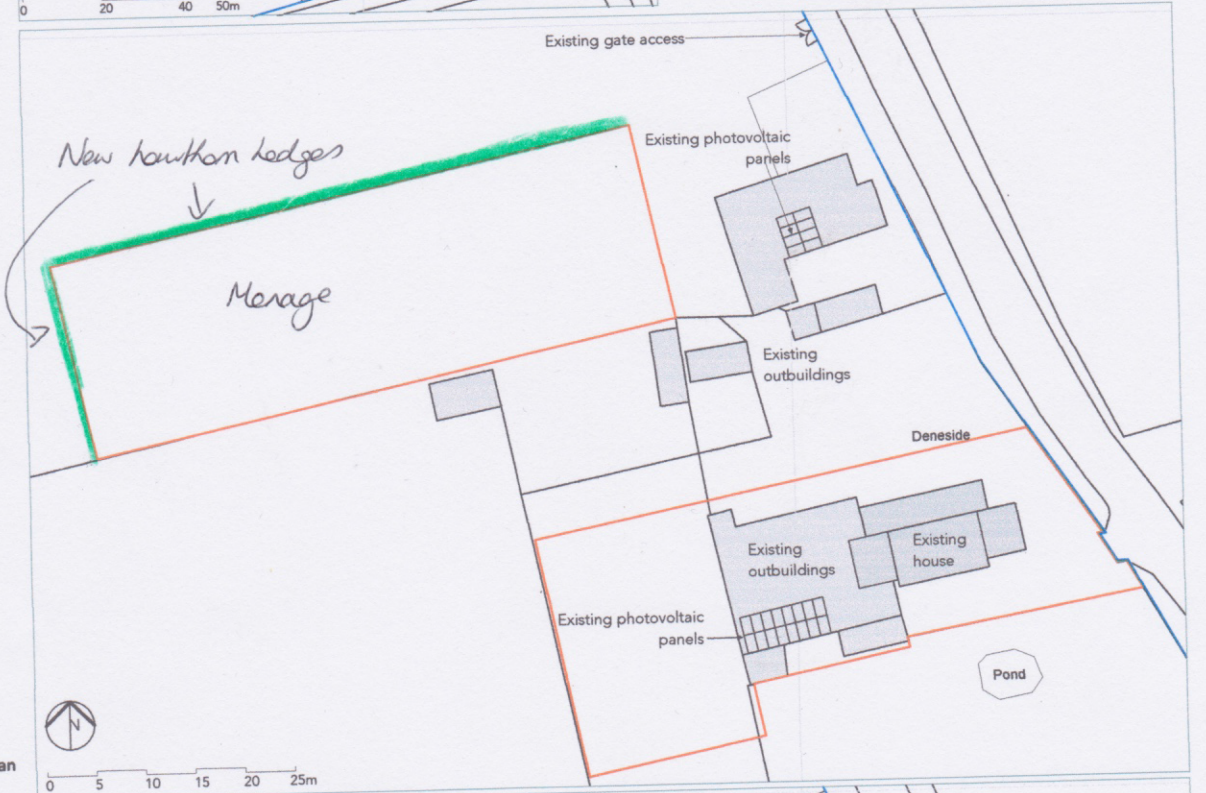 0 20 40 50m
Existing gate access
New hawthorn hedges
Existing photovoltaic
panels
Menage
Existing
outbuildings
Deneside
Existing
outbuildings
Existing
house
Existing photovoltaic
panels
Pond
N
an
0 5 10 15 20 25m